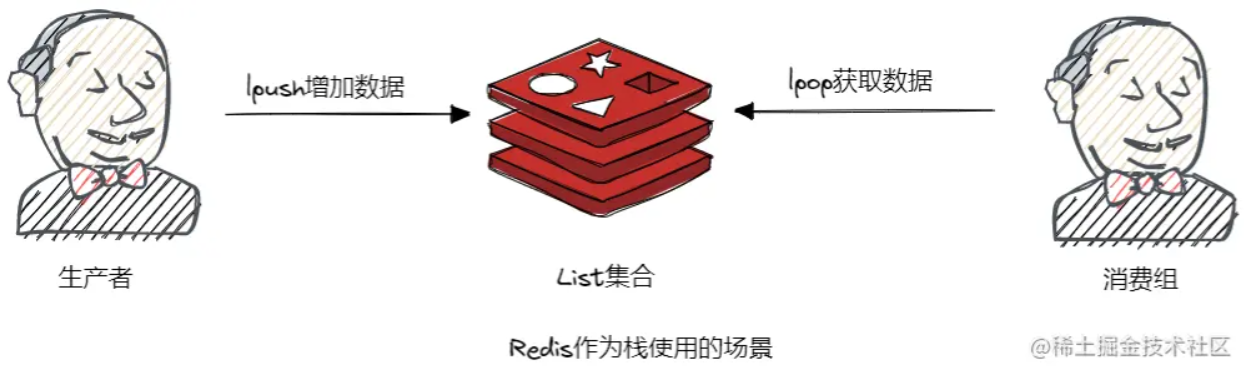 lpush增加数据
lpop获取数据
生产者
List集合
消费组
Redis作为栈使用的场景
@稀土掘金技术社区